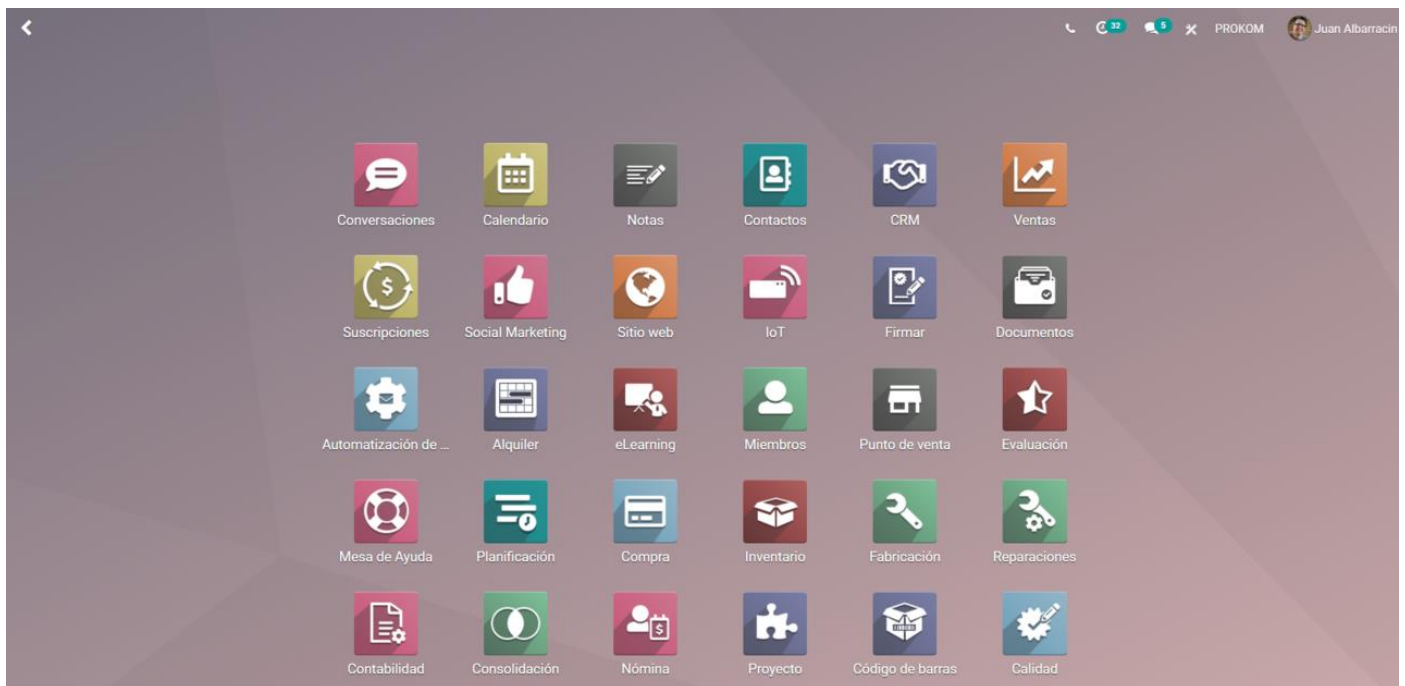 32 5 PROKOM Juan Albarracin
Conversaciones Calendario Notas Contactos CRM Ventas
Suscripciones Social Marketing Sitio web IoT Firmar Documentos
Automatización de ... Alquiler eLearning Miembros Punto de venta Evaluación
Mesa de Ayuda Planificación Compra Inventario Fabricación Reparaciones
Contabilidad Consolidación Nómina Proyecto Código de barras Calidad